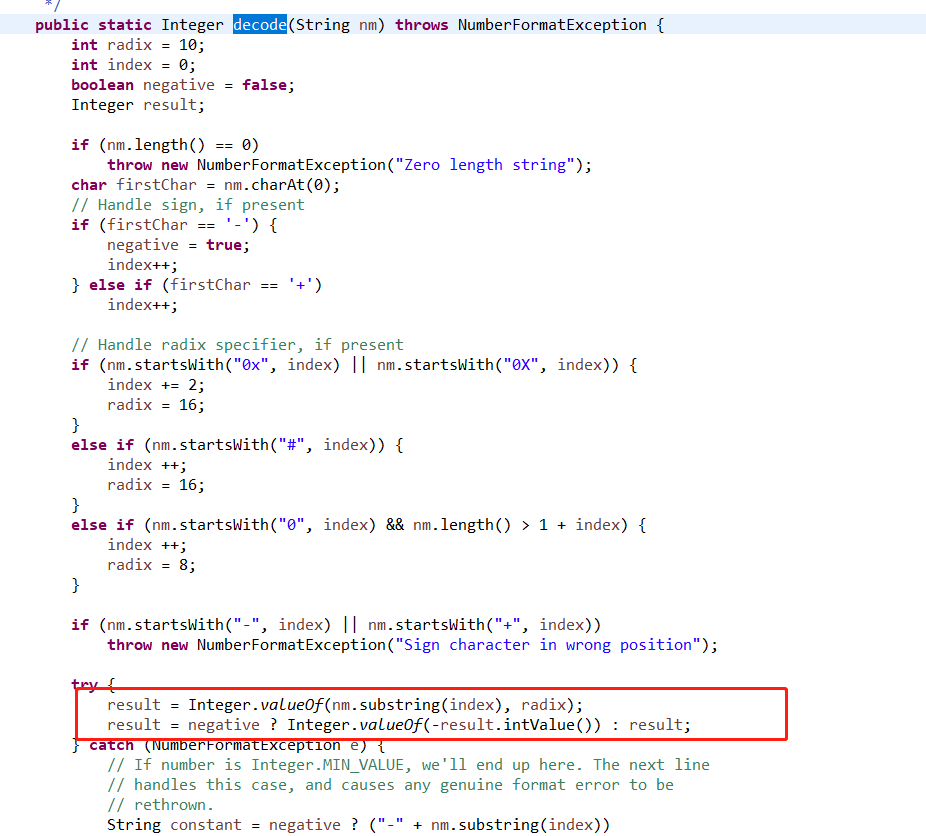 */
public static Integer decode(String nm) throws NumberFormatException {
    int radix = 10;
    int index = 0;
    boolean negative = false;
    Integer result;

    if (nm.length() == 0)
        throw new NumberFormatException("Zero length string");
    char firstChar = nm.charAt(0);
    // Handle sign, if present
    if (firstChar == '-') {
        negative = true;
        index++;
    } else if (firstChar == '+')
        index++;

    // Handle radix specifier, if present
    if (nm.startsWith("0x", index) || nm.startsWith("0X", index)) {
        index += 2;
        radix = 16;
    }
    else if (nm.startsWith("#", index)) {
        index ++;
        radix = 16;
    }
    else if (nm.startsWith("0", index) && nm.length() > 1 + index) {
        index ++;
        radix = 8;
    }

    if (nm.startsWith("-", index) || nm.startsWith("+", index))
        throw new NumberFormatException("Sign character in wrong position");

    try {
        result = Integer.valueOf(nm.substring(index), radix);
        result = negative ? Integer.valueOf(-result.intValue()) : result;
    } catch (NumberFormatException e) {
        // If number is Integer.MIN_VALUE, we'll end up here. The next line
        // handles this case, and causes any genuine format error to be
        // rethrown.
        String constant = negative ? ("-" + nm.substring(index))